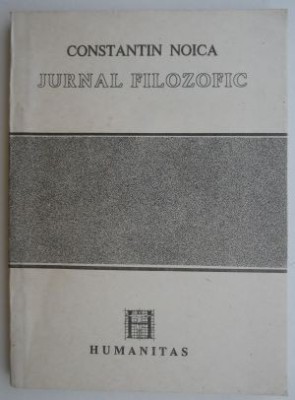 CONSTANTIN NOICA
JURNAL FILOZOFIC
H
HUMANITAS